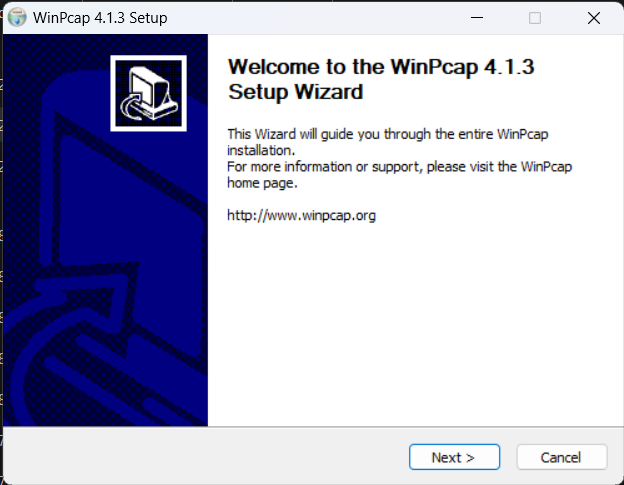 WinPcap 4.1.3 Setup
Welcome to the WinPcap 4.1.3
Setup Wizard
This Wizard will guide you through the entire WinPcap
installation.
For more information or support, please visit the WinPcap
home page.
http://www.winpcap.org
Next >
Cancel